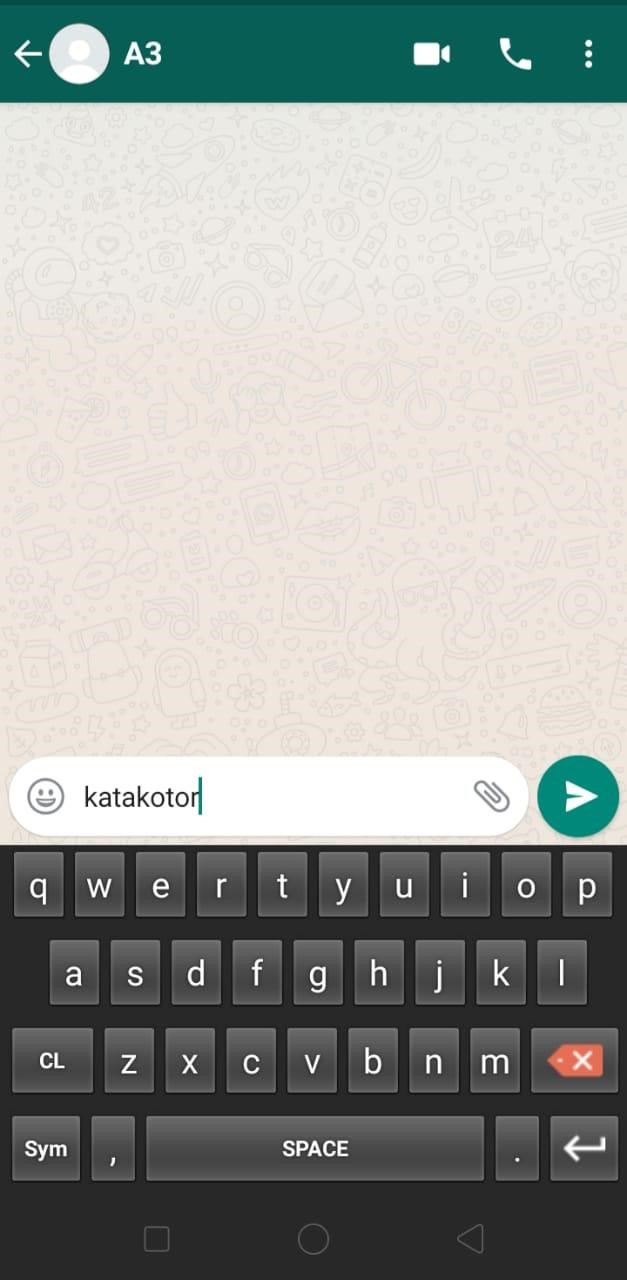 A3
katakotor
q w e r t y u i o p
a s d f g h j k l
CL z x c v b n m
Sym , SPACE .